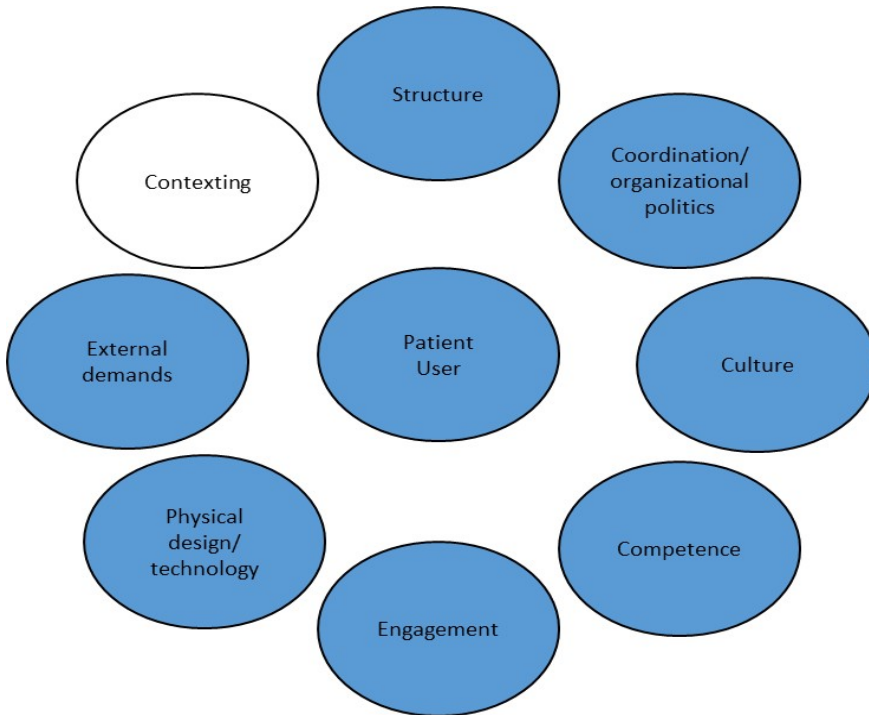 Structure
Coordination/
organizational
politics
Contexting
External
demands
Patient
User
Culture
Physical
design/
technology
Competence
Engagement